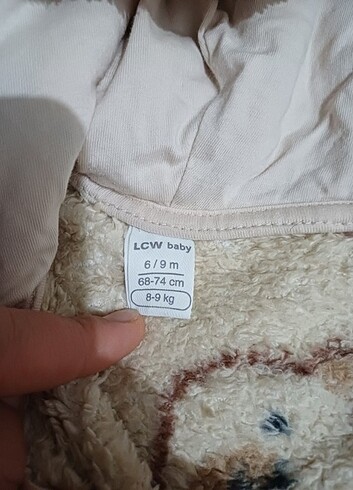 LCW baby
6 / 9 m
68-74 cm
8-9 kg